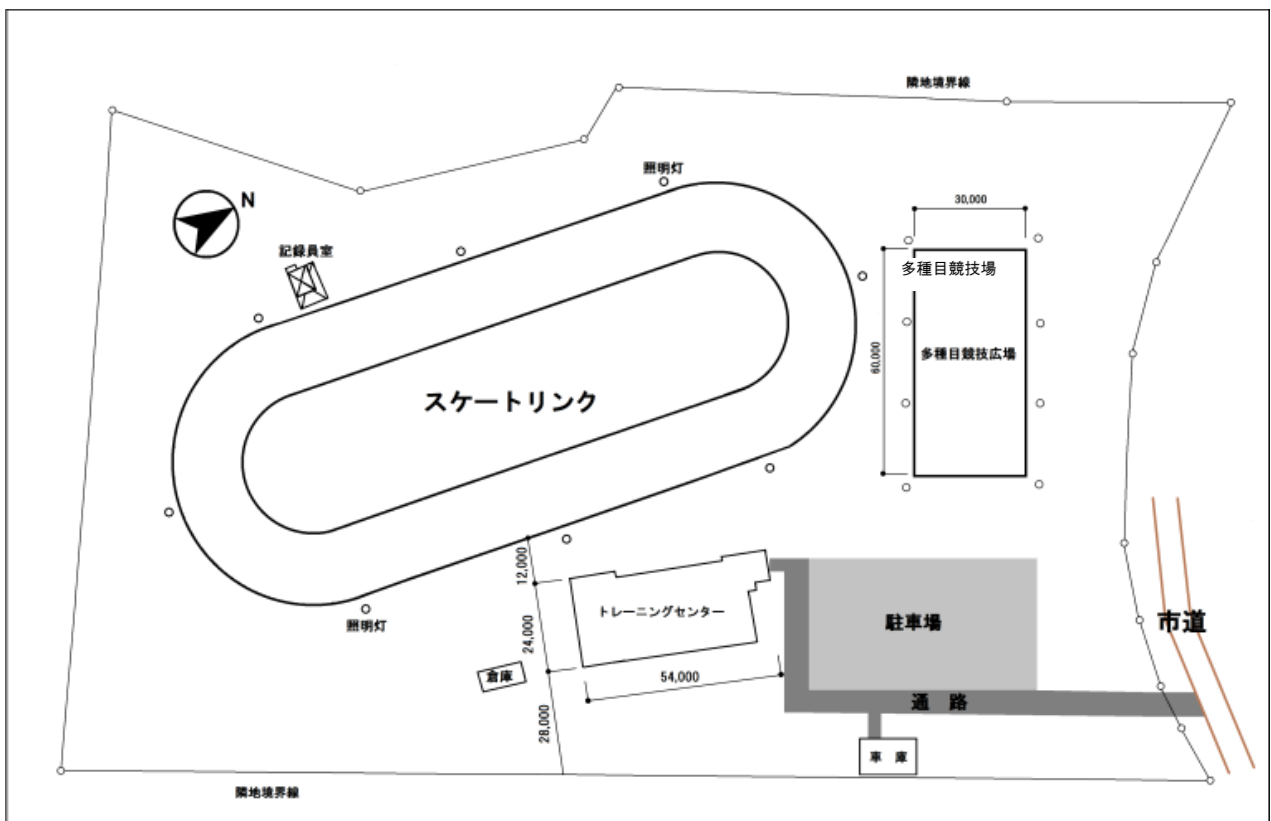 隣地境界線
照明灯
N
30,000
記録員室
多種目競技場
60,000
多種目競技広場
スケートリンク
12,000
トレーニングセンター
駐車場
市道
照明灯
24,000
倉庫
54,000
通 路
28,000
車 庫
隣地境界線